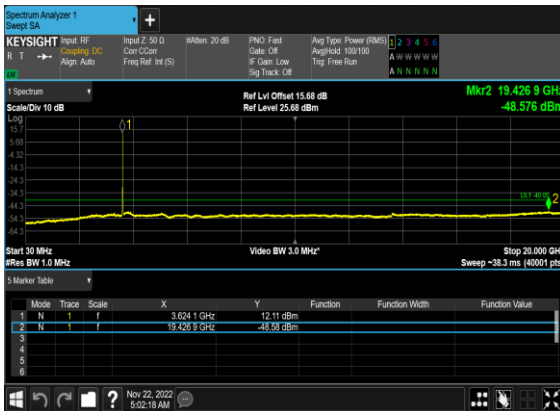 Spectrum Analyzer 1
Swept SA
+
KEYSIGHT
R T
Input: RF
Coupling: DC
Align: Auto
Input Z: 50 Ω
Corr CCorr
Freq Ref: Int (S)
#Atten: 20 dB
PNO: Fast
Gate: Off
IF Gain: Low
Sig Track: Off
Avg Type: Power (RMS)
Avg|Hold: 100/100
Trig: Free Run
1 2 3 4 5 6
A W W W W W
A N N N N N
1 Spectrum
Scale/Div 10 dB
Ref Lvl Offset 15.68 dB
Ref Level 25.68 dBm
Mkr2 19.426 9 GHz
-48.576 dBm
Log
15.7
5.68
-4.32
-14.3
-24.3
-34.3
-44.3
-54.3
-64.3
1
DL1 -40.00
2
Start 30 MHz
#Res BW 1.0 MHz
Video BW 3.0 MHz*
Stop 20.000 GH
Sweep ~38.3 ms (40001 pts
5 Marker Table
Mode Trace Scale X Y Function Function Width Function Value
1 N 1 f 3.624 1 GHz 12.11 dBm
2 N 1 f 19.426 9 GHz -48.58 dBm
3
4
5
6
?
Nov 22, 2022
5:02:18 AM